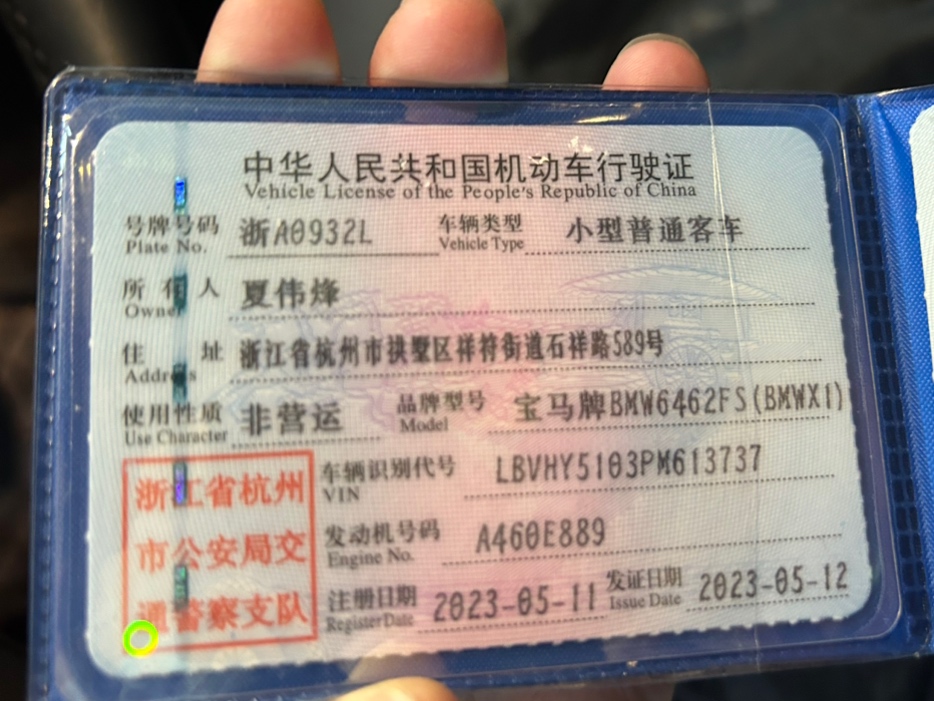 中华人民共和国机动车行驶证
Vehicle License of the People's Republic of China
号牌号码 浙A0932L 车辆类型 小型普通客车
Plate No. Vehicle Type
所有人 夏伟烽
Owner
住址 浙江省杭州市拱墅区祥符街道石祥路589号
Address
使用性质 非营运 品牌型号 宝马牌BMW6462FS(BMWX1)
Use Character Model
浙江省杭州
市公安局交
通警察支队
车辆识别代号 LBVHY5103PM613737
VIN
发动机号码 A460E889
Engine No.
注册日期 2023-05-11 发证日期 2023-05-12
Register Date Issue Date